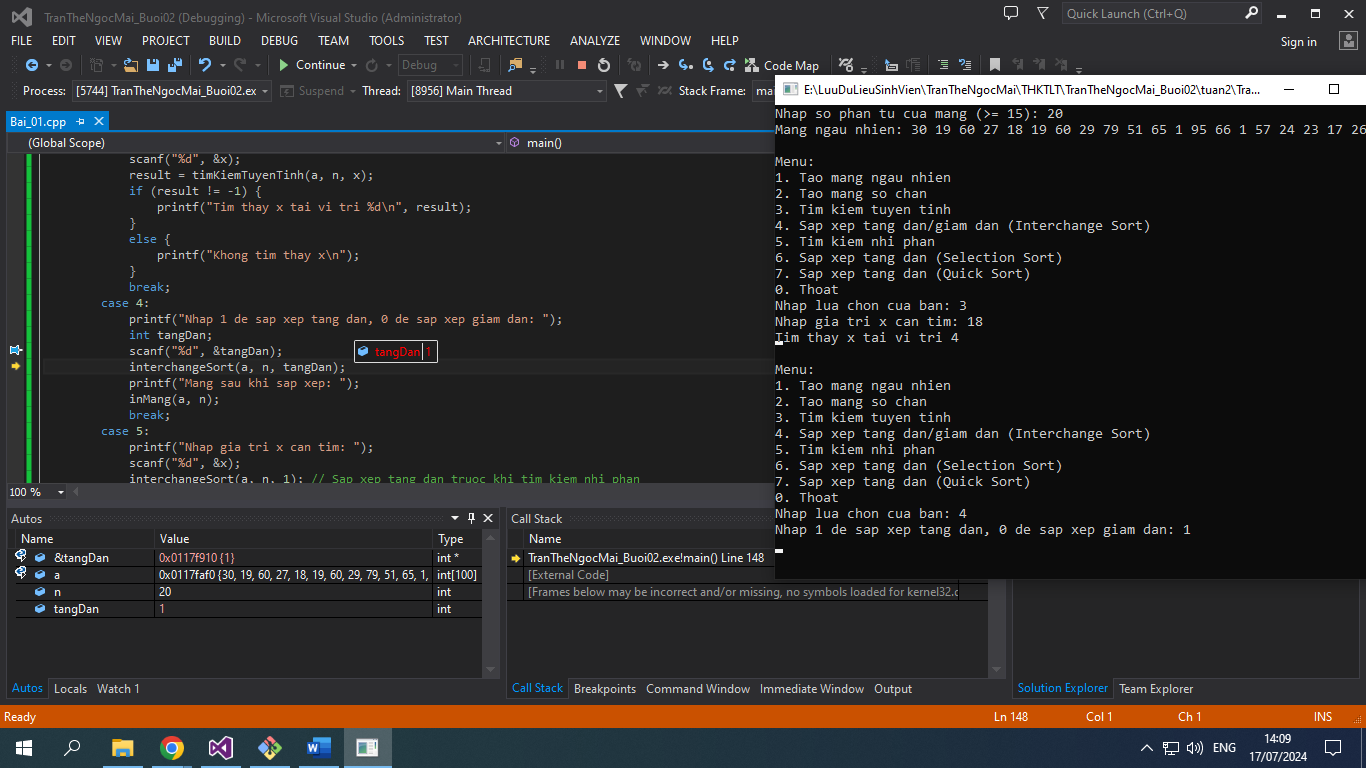 TranTheNgocMai_Buoi02 (Debugging) - Microsoft Visual Studio (Administrator)
Quick Launch (Ctrl+Q)
FILE EDIT VIEW PROJECT BUILD DEBUG TEAM TOOLS TEST ARCHITECTURE ANALYZE WINDOW HELP
Sign in
Continue Debug Code Map
Process: [5744] TranTheNgocMai_Buoi02.ex Suspend Thread: [8956] Main Thread Stack Frame: mai
Bai_01.cpp
(Global Scope) main()
scanf("%d", &x);
result = timKiemTuyenTinh(a, n, x);
if (result != -1) {
printf("Tim thay x tai vi tri %d\n", result);
}
else {
printf("Khong tim thay x\n");
}
break;
case 4:
printf("Nhap 1 de sap xep tang dan, 0 de sap xep giam dan: ");
int tangDan;
scanf("%d", &tangDan);
tangDan 1
interchangeSort(a, n, tangDan);
printf("Mang sau khi sap xep: ");
inMang(a, n);
break;
case 5:
printf("Nhap gia tri x can tim: ");
scanf("%d", &x);
interchangeSort(a, n, 1); // Sap xep tang dan truoc khi tim kiem nhi phan
100 %
E:\LuuDuLieuSinhVien\TranTheNgocMai\THKTLT\TranTheNgocMai_Buoi02\tuan2\Tra...
Nhap so phan tu cua mang (>= 15): 20
Mang ngau nhien: 30 19 60 27 18 19 60 29 79 51 65 1 95 66 1 57 24 23 17 26
Menu:
1. Tao mang ngau nhien
2. Tao mang so chan
3. Tim kiem tuyen tinh
4. Sap xep tang dan/giam dan (Interchange Sort)
5. Tim kiem nhi phan
6. Sap xep tang dan (Selection Sort)
7. Sap xep tang dan (Quick Sort)
0. Thoat
Nhap lua chon cua ban: 3
Nhap gia tri x can tim: 18
Tim thay x tai vi tri 4
Menu:
1. Tao mang ngau nhien
2. Tao mang so chan
3. Tim kiem tuyen tinh
4. Sap xep tang dan/giam dan (Interchange Sort)
5. Tim kiem nhi phan
6. Sap xep tang dan (Selection Sort)
7. Sap xep tang dan (Quick Sort)
0. Thoat
Nhap lua chon cua ban: 4
Nhap 1 de sap xep tang dan, 0 de sap xep giam dan: 1
Autos
Name Value Type
&tangDan 0x0117f910 {1} int *
a 0x0117faf0 {30, 19, 60, 27, 18, 19, 60, 29, 79, 51, 65, 1, int[100]
n 20 int
tangDan 1 int
Autos Locals Watch 1
Call Stack
Name
TranTheNgocMai_Buoi02.exe!main() Line 148
[External Code]
[Frames below may be incorrect and/or missing, no symbols loaded for kernel32.d
Call Stack Breakpoints Command Window Immediate Window Output
Solution Explorer Team Explorer
Ready Ln 148 Col 1 Ch 1 INS
ENG
14:09
17/07/2024